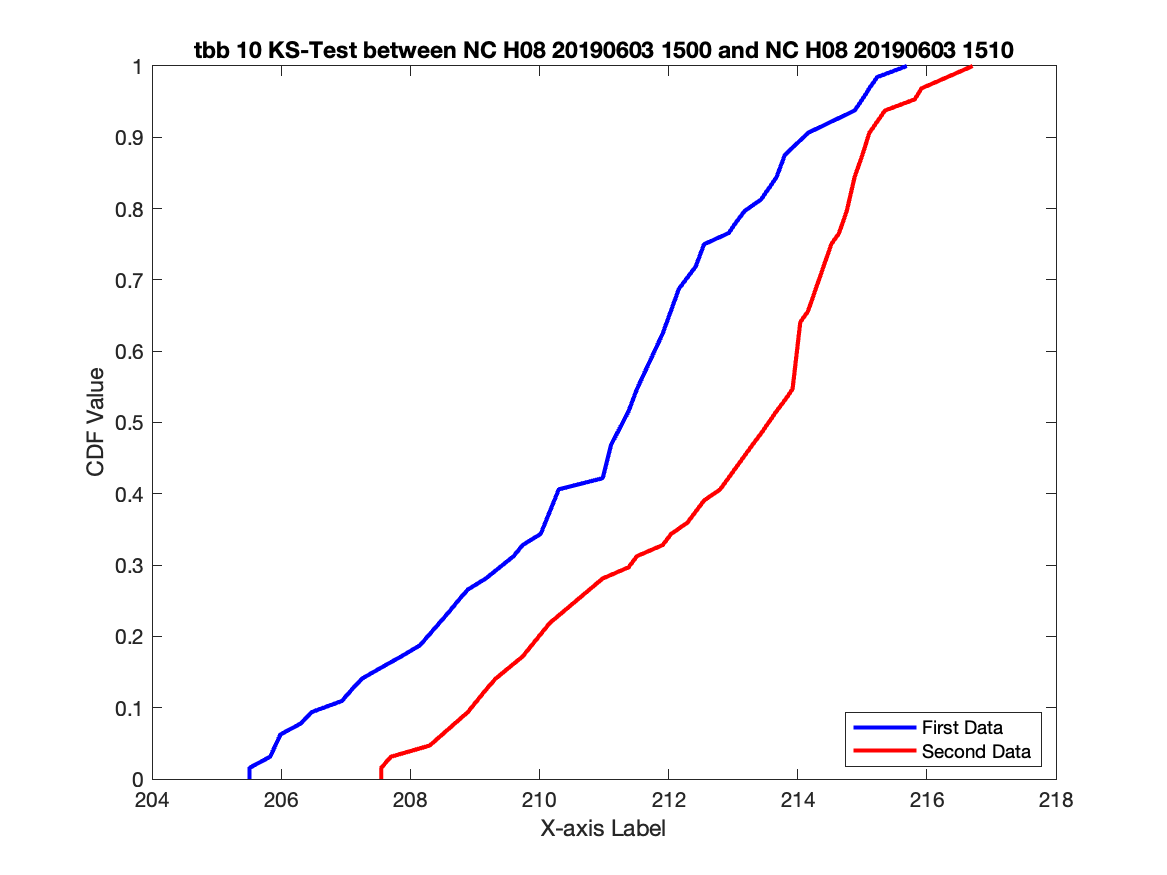 tbb 10 KS-Test between NC H08 20190603 1500 and NC H08 20190603 1510
1
0.9
0.8
0.7
0.6
0.5
0.4
0.3
0.2
0.1
0
CDF Value
204 206 208 210 212 214 216 218
X-axis Label
First Data
Second Data